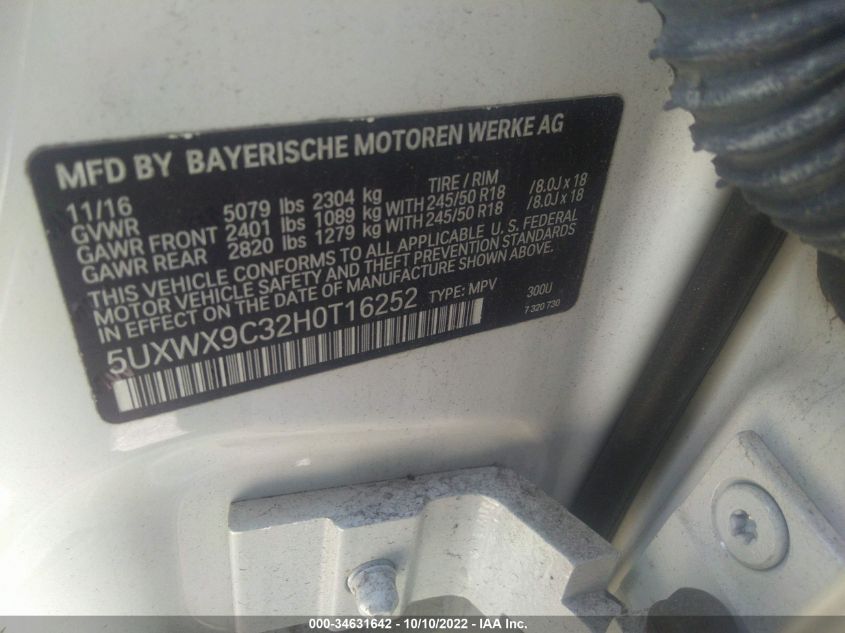 MFD BY BAYERISCHE MOTOREN WERKE AG
11/16 TIRE / RIM
GVWR 5079 lbs 2304 kg
GAWR FRONT 2401 lbs 1089 kg WITH 245/50 R18 /8.0J x 18
GAWR REAR 2820 lbs 1279 kg WITH 245/50 R18 /8.0J x 18
THIS VEHICLE CONFORMS TO ALL APPLICABLE U.S. FEDERAL
MOTOR VEHICLE SAFETY AND THEFT PREVENTION STANDARDS
IN EFFECT ON THE DATE OF MANUFACTURE SHOWN ABOVE.
5UXWX9C32H0T16252 TYPE: MPV 300U
7 320 730
000-34631642 - 10/10/2022 - IAA Inc.